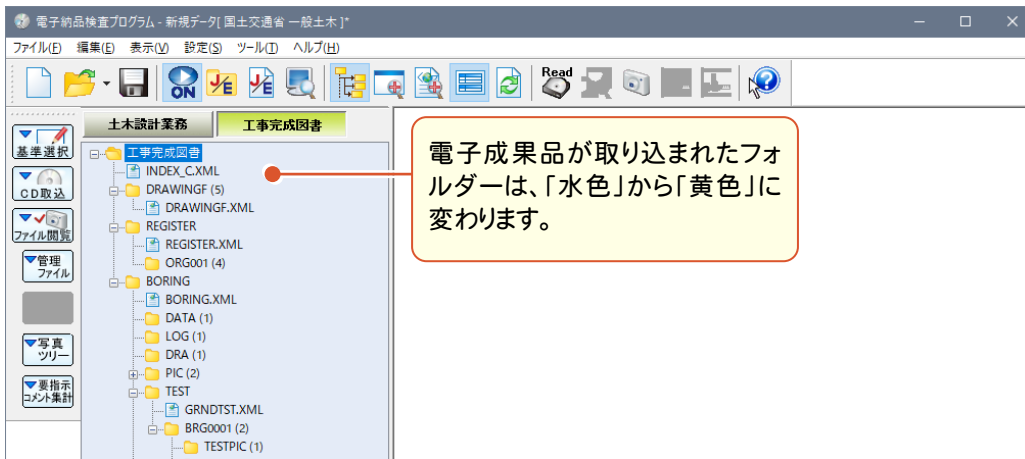 電子納品検査プログラム - 新規データ[ 国土交通省 一般土木 ]*
ファイル(F) 編集(E) 表示(V) 設定(S) ツール(T) ヘルプ(H)
ON
J/E
J/E
Read
土木設計業務
工事完成図書
基準選択
CD取込
ファイル閲覧
管理
ファイル
写真
ツリー
要指示
コメント集計
工事完成図書
INDEX_C.XML
DRAWINGF (5)
DRAWINGF.XML
REGISTER
REGISTER.XML
ORG001 (4)
BORING
BORING.XML
DATA (1)
LOG (1)
DRA (1)
PIC (2)
TEST
GRNDTST.XML
BRG0001 (2)
TESTPIC (1)
電子成果品が取り込まれたフォ
ルダーは、「水色」から「黄色」に
変わります。